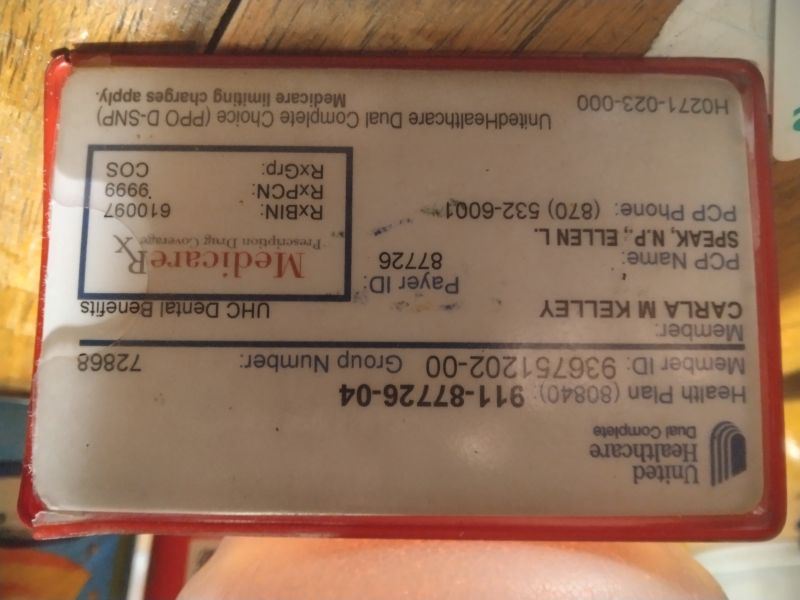 United
Healthcare
Dual Complete
Health Plan (80840): 911-87726-04
Member ID: 936751202-00 Group Number: 72868
Member:
CARLA M KELLEY
UHC Dental Benefits
PCP Name:
SPEAK, N.P., ELLEN L.
PCP Phone: (870) 532-6001
Payer ID:
87726
MedicareRx
Prescription Drug Coverage
RxBIN: 610097
RxPCN: 9999
RxGrp: COS
H0271-023-000
UnitedHealthcare Dual Complete Choice (PPO D-SNP)
Medicare limiting charges apply.